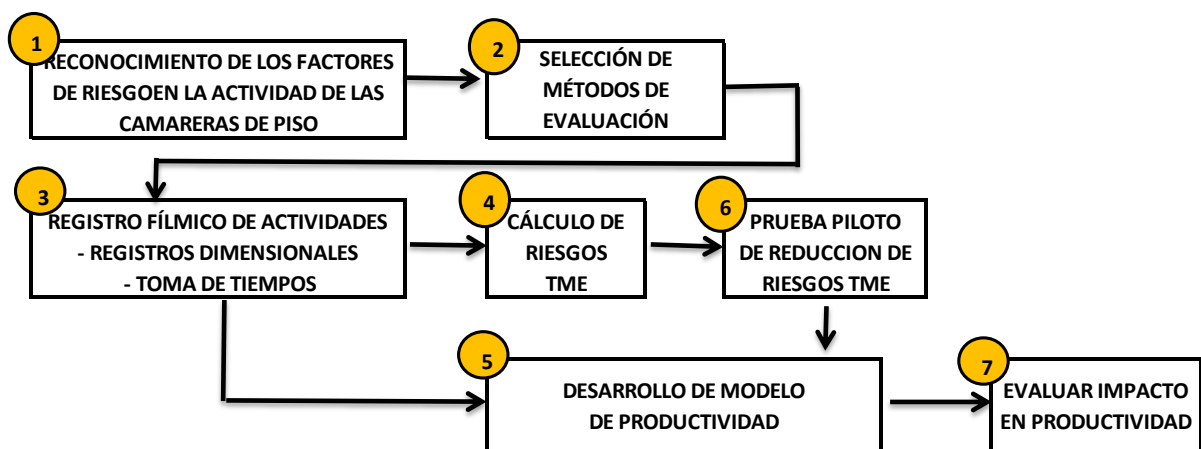 1
RECONOCIMIENTO DE LOS FACTORES
DE RIESGOEN LA ACTIVIDAD DE LAS
CAMARERAS DE PISO
2
SELECCIÓN DE
MÉTODOS DE
EVALUACIÓN
3
REGISTRO FÍLMICO DE ACTIVIDADES
- REGISTROS DIMENSIONALES
- TOMA DE TIEMPOS
4
CÁLCULO DE
RIESGOS
TME
6
PRUEBA PILOTO
DE REDUCCION DE
RIESGOS TME
5
DESARROLLO DE MODELO
DE PRODUCTIVIDAD
7
EVALUAR IMPACTO
EN PRODUCTIVIDAD